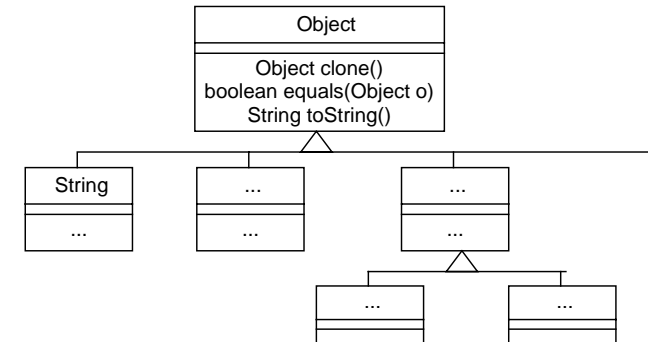 Object
Object clone()
boolean equals(Object o)
String toString()
String
...
...
...
...
...
...
...
...